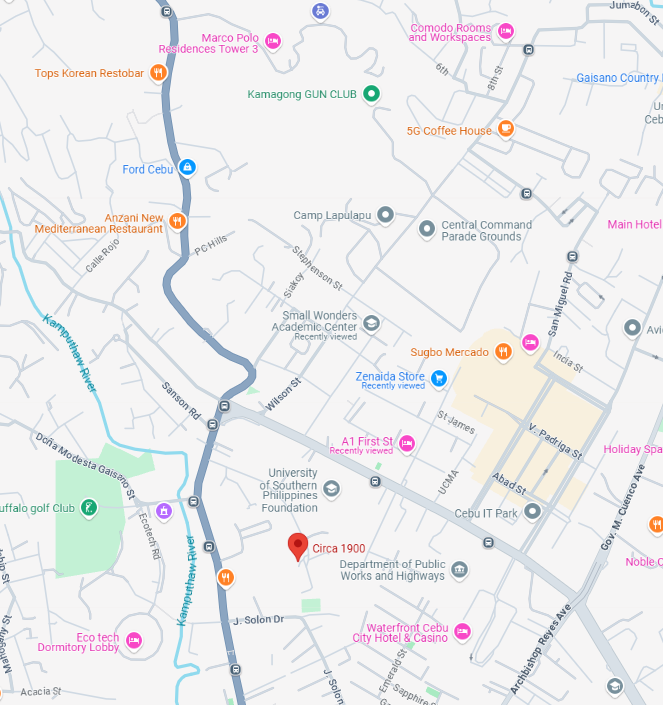 Jumabon St
Marco Polo
Residences Tower 3
Comodo Rooms
and Workspaces
6th
8th St
Tops Korean Restobar
Gaisano Country
Kamagong GUN CLUB
5G Coffee House
Ford Cebu
Anzani New
Mediterranean Restaurant
Camp Lapulapu
Central Command
Parade Grounds
Main Hotel
Calle Rojo
PC Hills
Stephenson St
Siakoy
San Miguel Rd
Kamputhaw River
Small Wonders
Academic Center
Recently viewed
Sugbo Mercado
Incia St
Zenaida Store
Recently viewed
Sanson Rd
Wilson St
St James
V. Padriga St
A1 First St
Recently viewed
Holiday Spa
Doña Modesta Gaisano St
University
of Southern
Philippines
Foundation
UCMA
Abad St
uffalo golf Club
Ecotech Rd
Cebu IT Park
Gov. M. Cuenco Ave
Circa 1900
Department of Public
Works and Highways
Noble
Kamputhaw River
Archbishop Reyes Ave
J. Solon Dr
Waterfront Cebu
City Hotel & Casino
Eco tech
Dormitory Lobby
Mahogany St
Emerald St
J. Solon
Sapphire
Acacia St